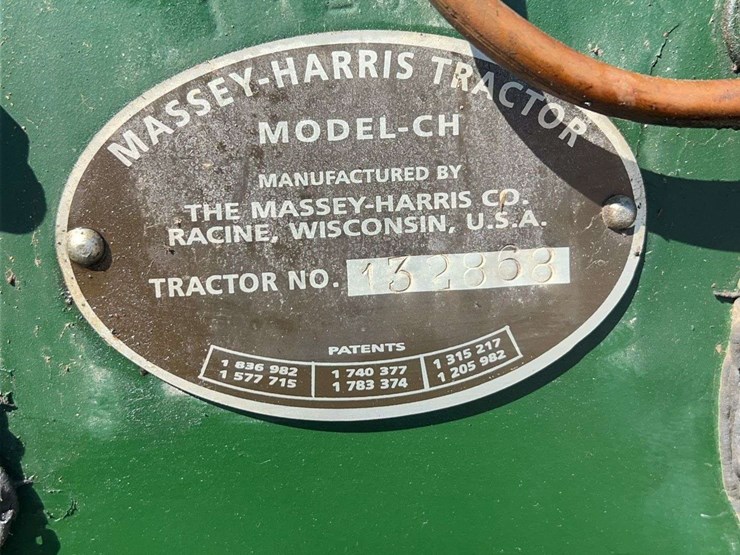 MASSEY-HARRIS TRACTOR
MODEL-CH
MANUFACTURED BY
THE MASSEY-HARRIS CO.
RACINE, WISCONSIN, U.S.A.
TRACTOR NO. 132868
PATENTS
1 836 982 1 740 377 1 315 217
1 577 715 1 783 374 1 205 982